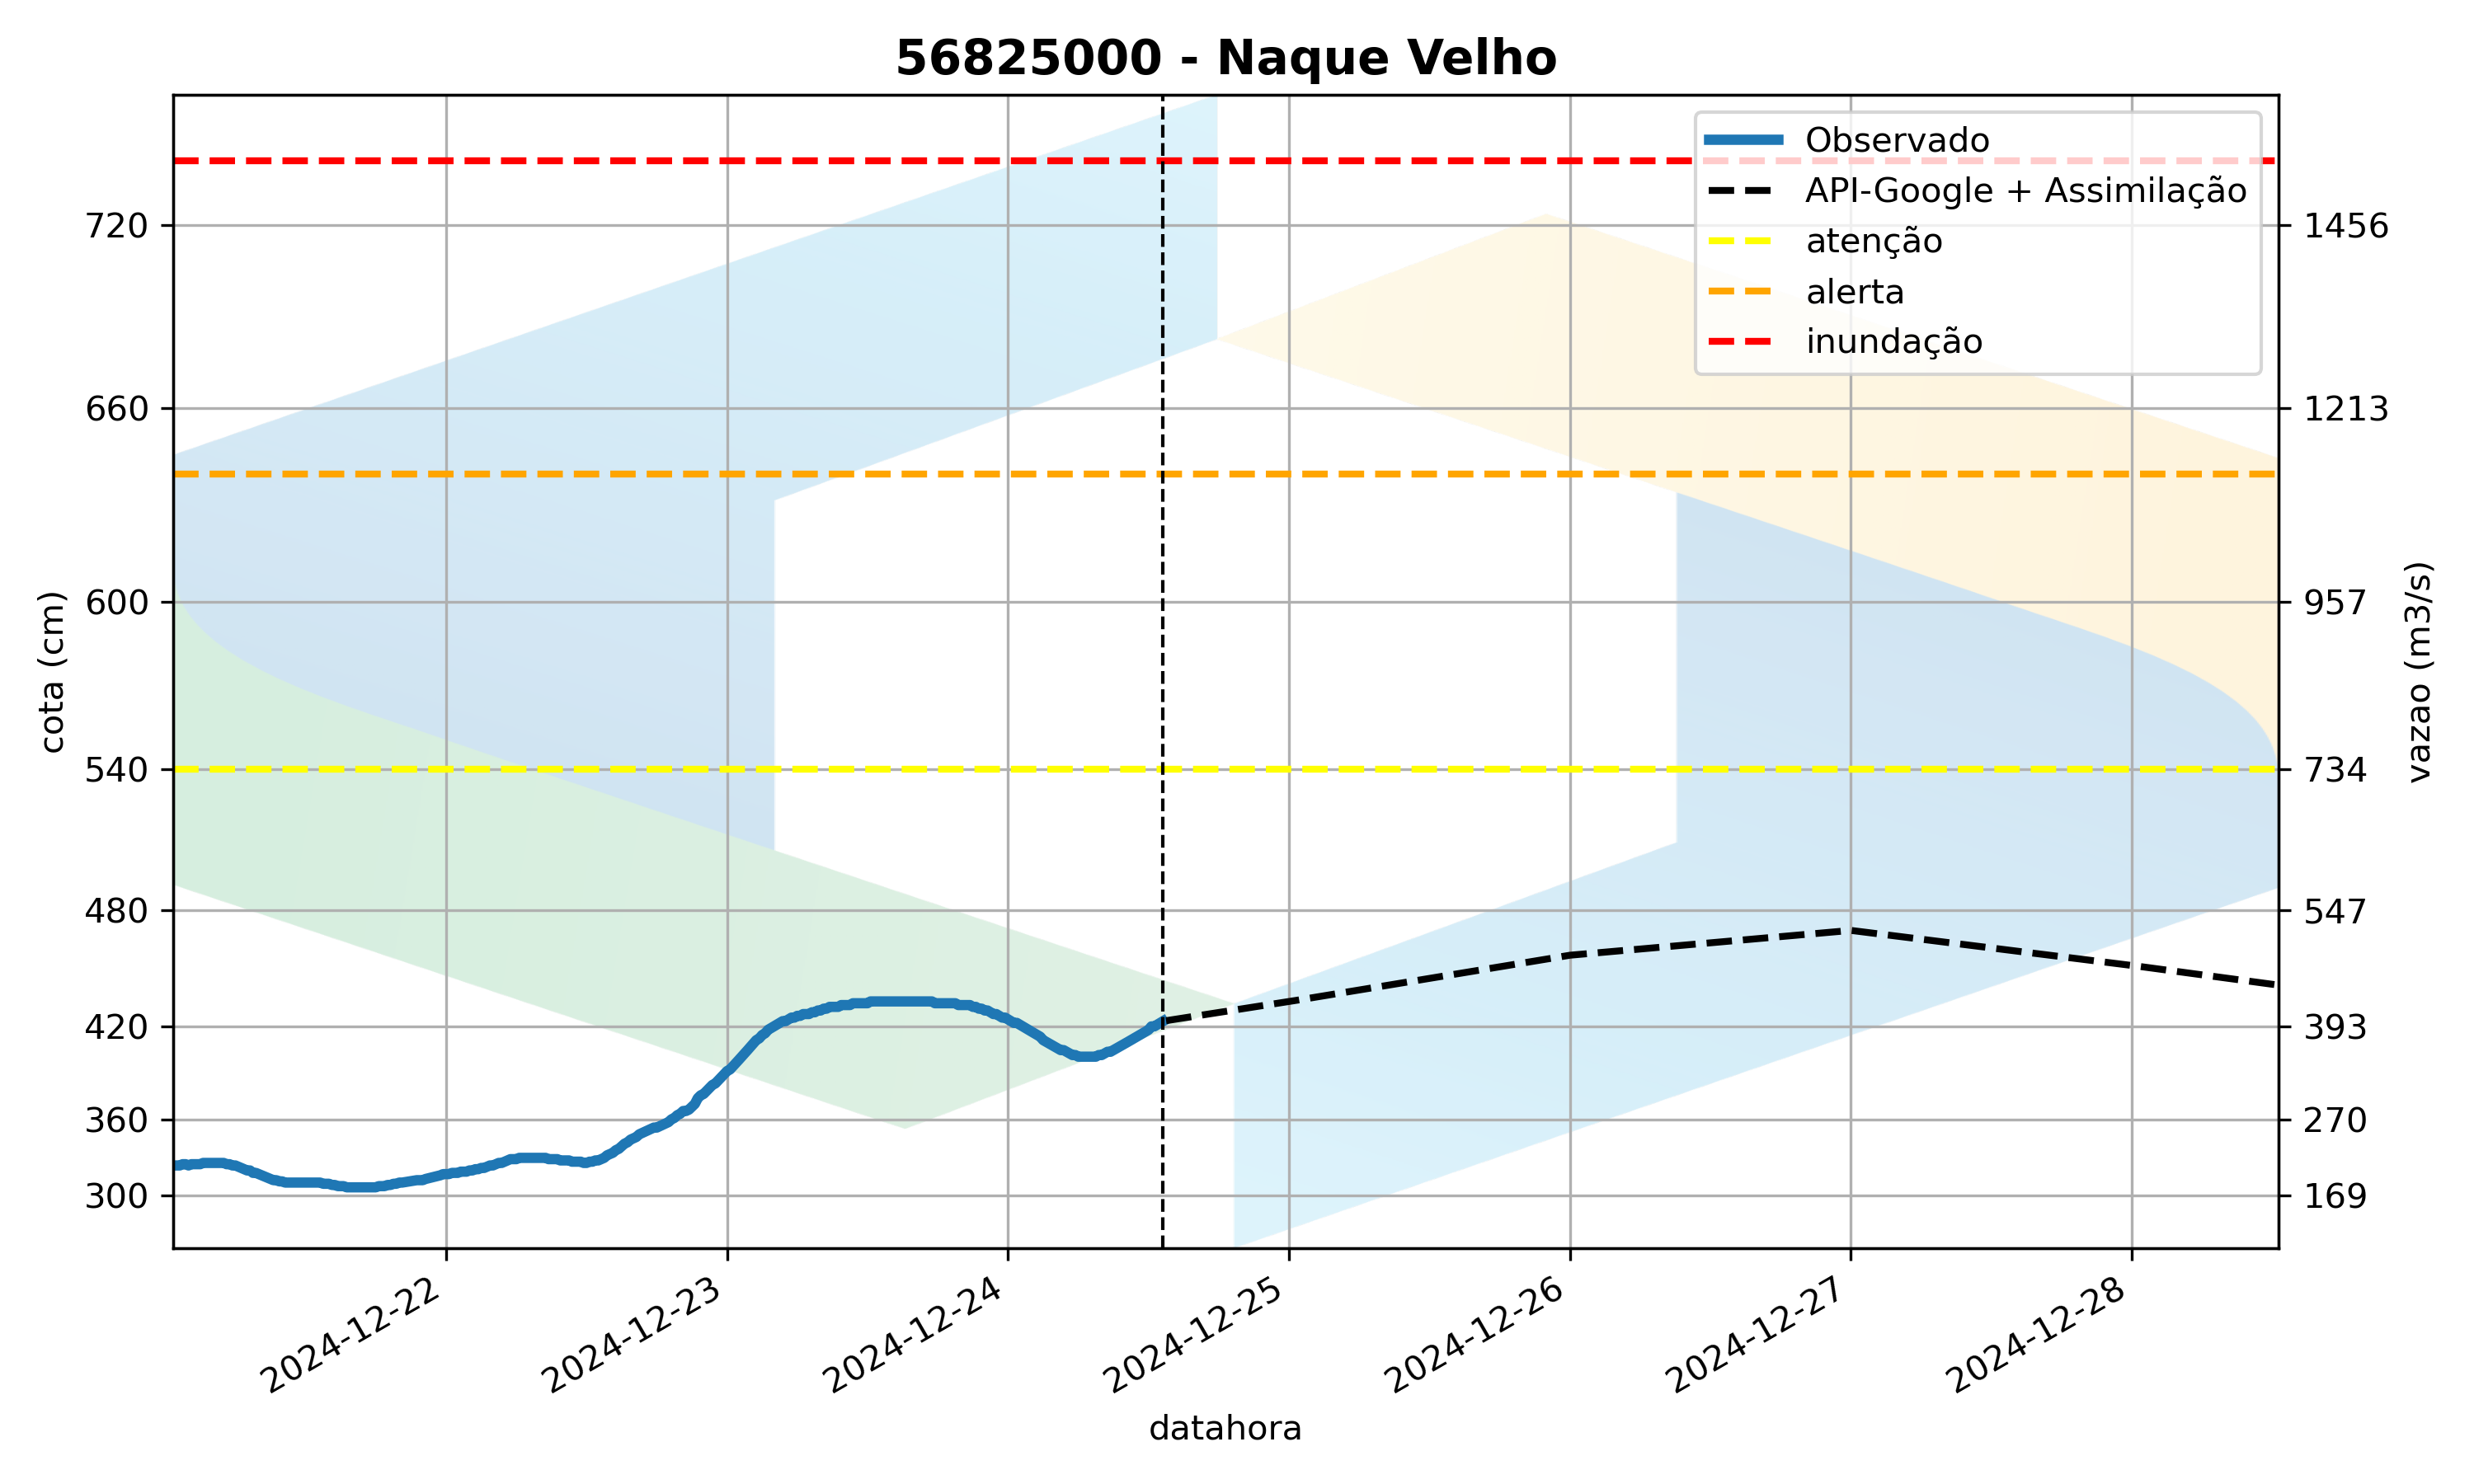 56825000 - Naque Velho
Observado
API-Google + Assimilação
atenção
alerta
inundação
cota (cm)
720
660
600
540
480
420
360
300
1456
1213
957
734
547
393
270
169
vazao (m3/s)
2024-12-22
2024-12-23
2024-12-24
2024-12-25
2024-12-26
2024-12-27
2024-12-28
datahora